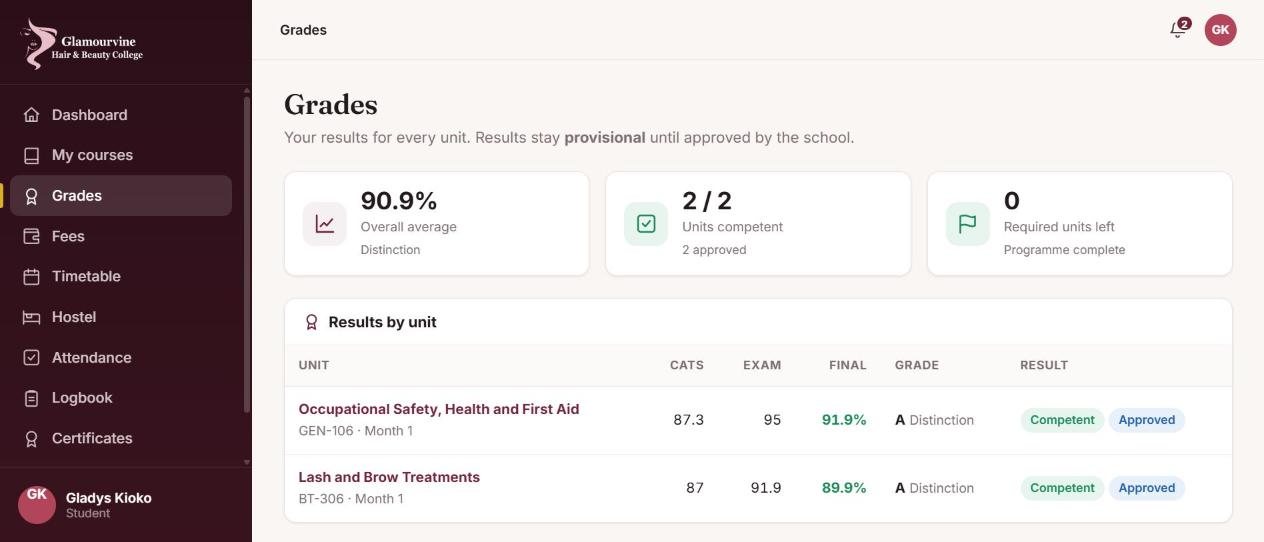 Glamourvine
Hair & Beauty College
Dashboard
My courses
Grades
Fees
Timetable
Hostel
Attendance
Logbook
Certificates
GK
Gladys Kioko
Student
Grades
2
GK
Grades
Your results for every unit. Results stay provisional until approved by the school.
90.9%
Overall average
Distinction
2 / 2
Units competent
2 approved
0
Required units left
Programme complete
Results by unit
UNIT CATS EXAM FINAL GRADE RESULT
Occupational Safety, Health and First Aid
GEN-106 · Month 1
87.3 95 91.9% A Distinction Competent Approved
Lash and Brow Treatments
BT-306 · Month 1
87 91.9 89.9% A Distinction Competent Approved